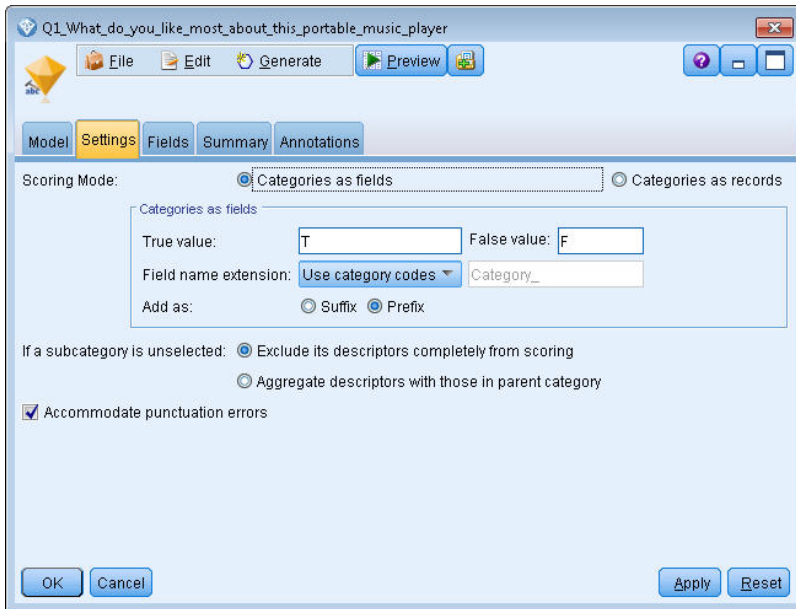 Q1_What_do_you_like_most_about_this_portable_music_player
File Edit Generate Preview
abc
Model Settings Fields Summary Annotations
Scoring Mode: Categories as fields Categories as records
Categories as fields
True value: T False value: F
Field name extension: Use category codes Category_
Add as: Suffix Prefix
If a subcategory is unselected: Exclude its descriptors completely from scoring
Aggregate descriptors with those in parent category
Accommodate punctuation errors
OK Cancel Apply Reset